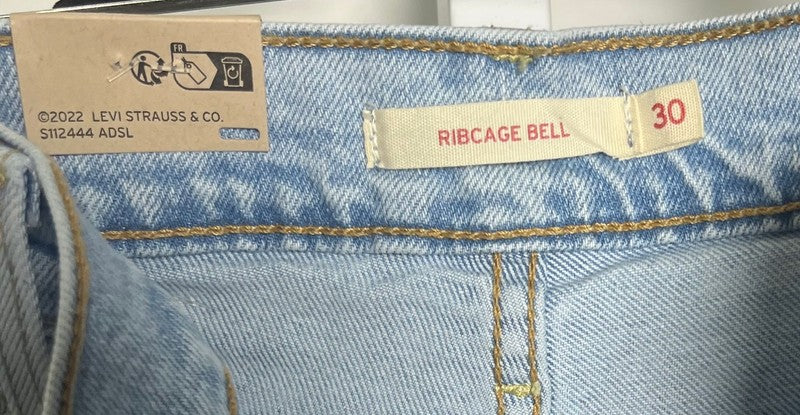 FR
©2022 LEVI STRAUSS & CO.
S112444 ADSL
RIBCAGE BELL
30